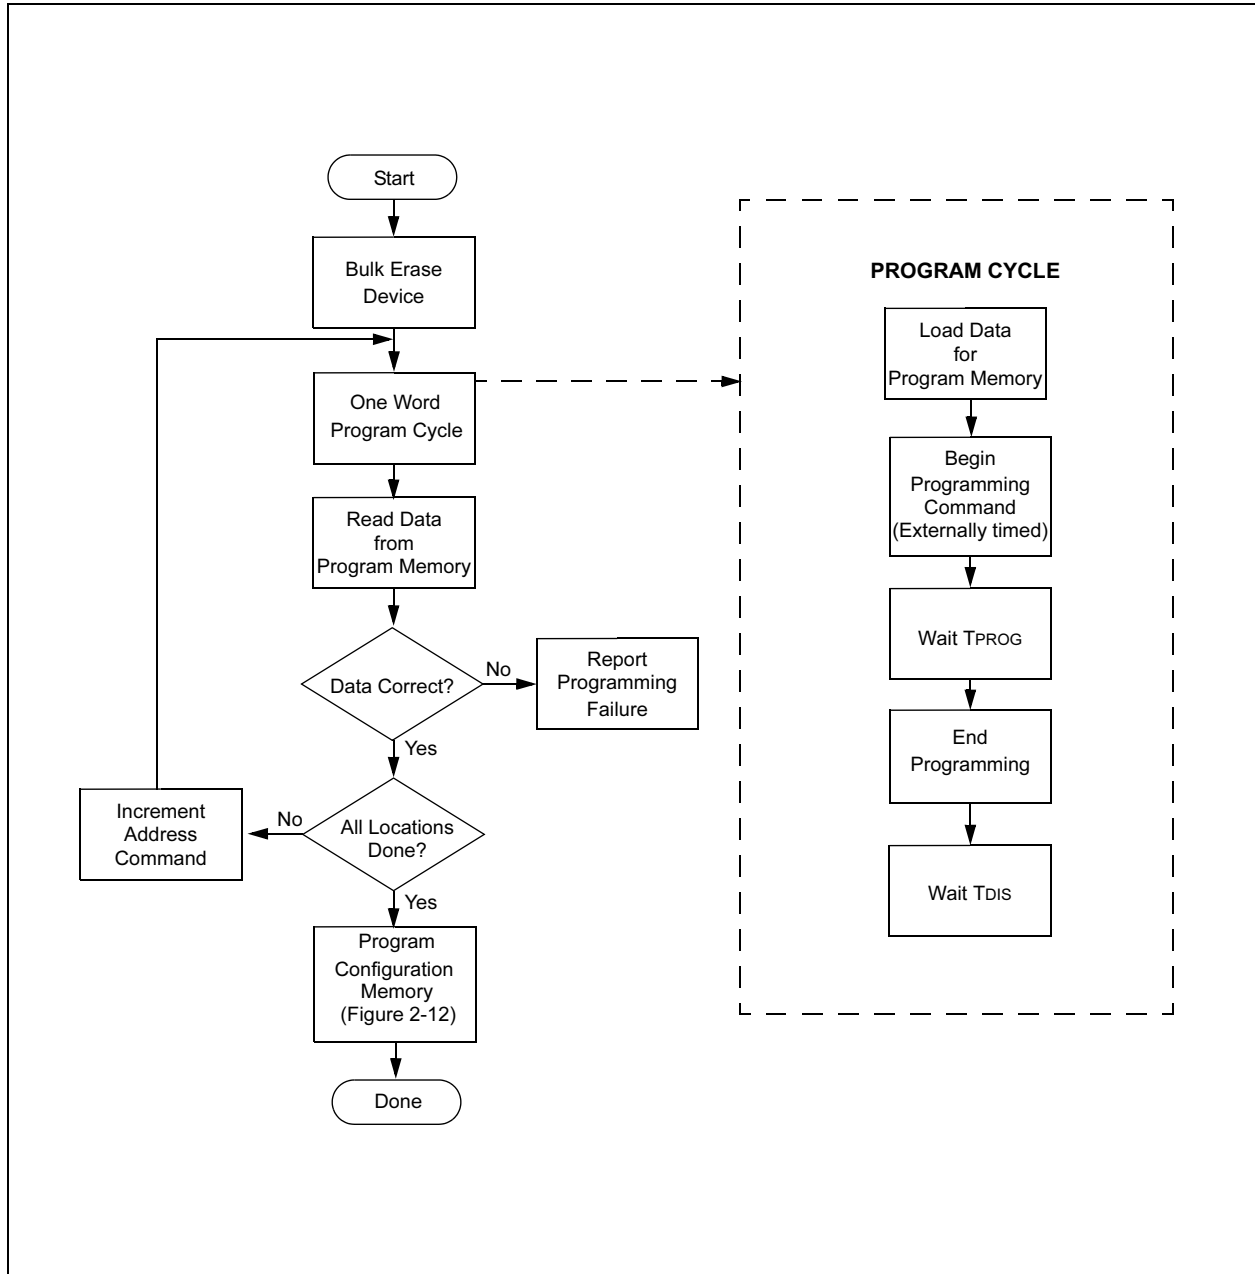 Start
Bulk Erase
Device
One Word
Program Cycle
Read Data
from
Program Memory
Data Correct?
No
Report
Programming
Failure
Yes
All Locations
Done?
No
Increment
Address
Command
Yes
Program
Configuration
Memory
(Figure 2-12)
Done
PROGRAM CYCLE
Load Data
for
Program Memory
Begin
Programming
Command
(Externally timed)
Wait TPROG
End
Programming
Wait TDIS